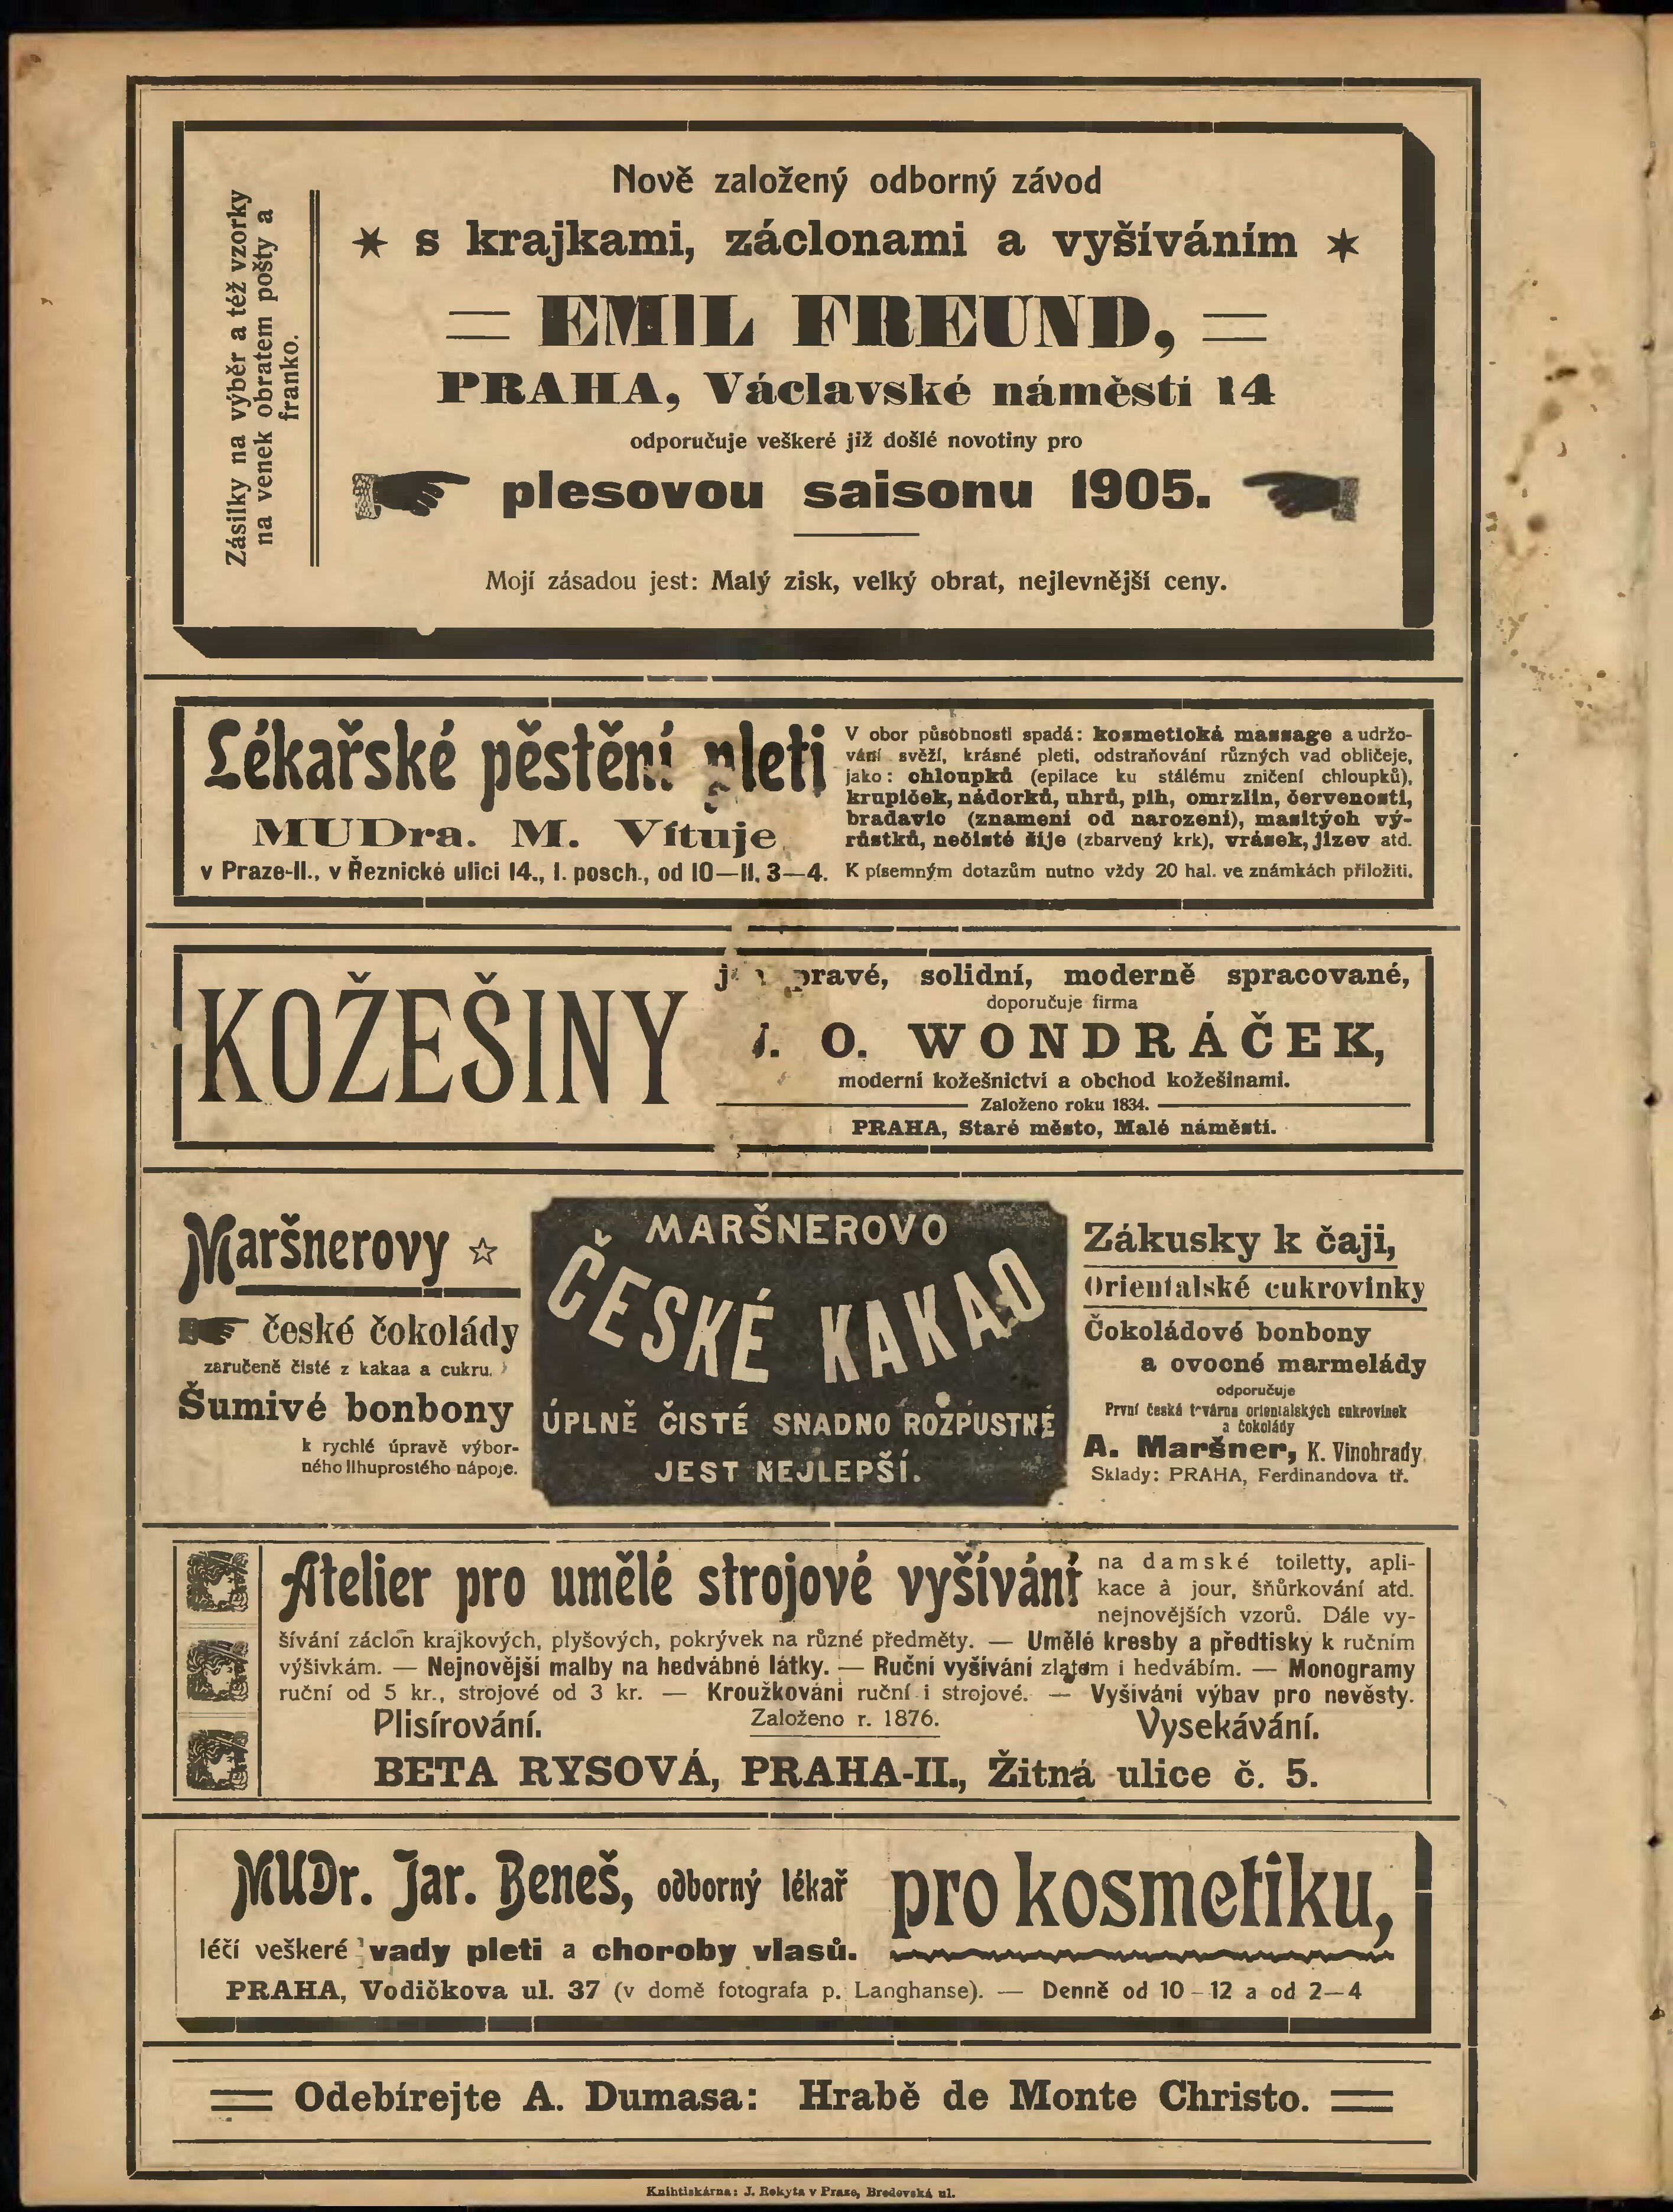 Zásilky na výběr a též vzorky
na venek obratem pošty a
franko.
Nově založený odborný závod
s krajkami, záclonami a vyšíváním
EMIL FREUND,
PRAHA, Václavské náměstí 14
odporučuje veškeré již došlé novotiny pro
plesovou saisonu 1905.
Mojí zásadou jest: Malý zisk, velký obrat, nejlevnější ceny.
Lékařské pěstění pleti
MUDra. M. Vítuje
v Praze-II., v Řeznické ulici 14., I. posch., od 10—11, 3—4.
V obor působnosti spadá: kosmetická massage a udržo-
vání svěží, krásné pleti, odstraňování různých vad obličeje,
jako: chloupků (epilace ku stálému zničení chloupků),
krupiček, nádorků, uhrů, pih, omrzlin, červenosti,
bradavic (znamení od narození), masitých vý-
růstků, nečisté šíje (zbarvený krk), vrásek, jizev atd.
K písemným dotazům nutno vždy 20 hal. ve známkách přiložiti.
KOŽEŠINY
pravé, solidní, moderně spracované,
doporučuje firma
O. WONDRÁČEK,
moderní kožešnictví a obchod kožešinami.
Založeno roku 1834.
PRAHA, Staré město, Malé náměstí.
Maršnerovy
české čokolády
zaručeně čisté z kakaa a cukru.
Šumivé bonbony
k rychlé úpravě výbor-
ného lihuprostého nápoje.
MARŠNEROVO
ČESKÉ KAKAO
ÚPLNĚ ČISTÉ SNADNO ROZPUSTNÉ
JEST NEJLEPŠÍ.
Zákusky k čaji,
Orientalské cukrovinky
Čokoládové bonbony
a ovocné marmelády
odporučuje
První česká továrna orientalských cukrovinek
a čokolády
A. Maršner, K. Vinohrady
Sklady: PRAHA, Ferdinandova tř.
Atelier pro umělé strojové vyšívání
na damské toiletty, apli-
kace à jour, šňůrkování atd.
nejnovějších vzorů. Dále vy-
šívání záclon krajkových, plyšových, pokrývek na různé předměty. — Umělé kresby a předtisky k ručním
výšivkám. — Nejnovější malby na hedvábné látky. — Ruční vyšívání zlatem i hedvábím. — Monogramy
ruční od 5 kr., strojové od 3 kr. — Kroužkování ruční i strojové. — Vyšívání výbav pro nevěsty.
Plisírování. Založeno r. 1876. Vysekávání.
BETA RYSOVÁ, PRAHA-II., Žitná ulice č. 5.
MUDr. Jar. Beneš, odborný lékař pro kosmetiku,
léčí veškeré vady pleti a choroby vlasů.
PRAHA, Vodičkova ul. 37 (v domě fotografa p. Langhanse). — Denně od 10—12 a od 2—4
Odebírejte A. Dumasa: Hrabě de Monte Christo.
Knihtiskárna: J. Rokyta v Praze, Bredovská ul.